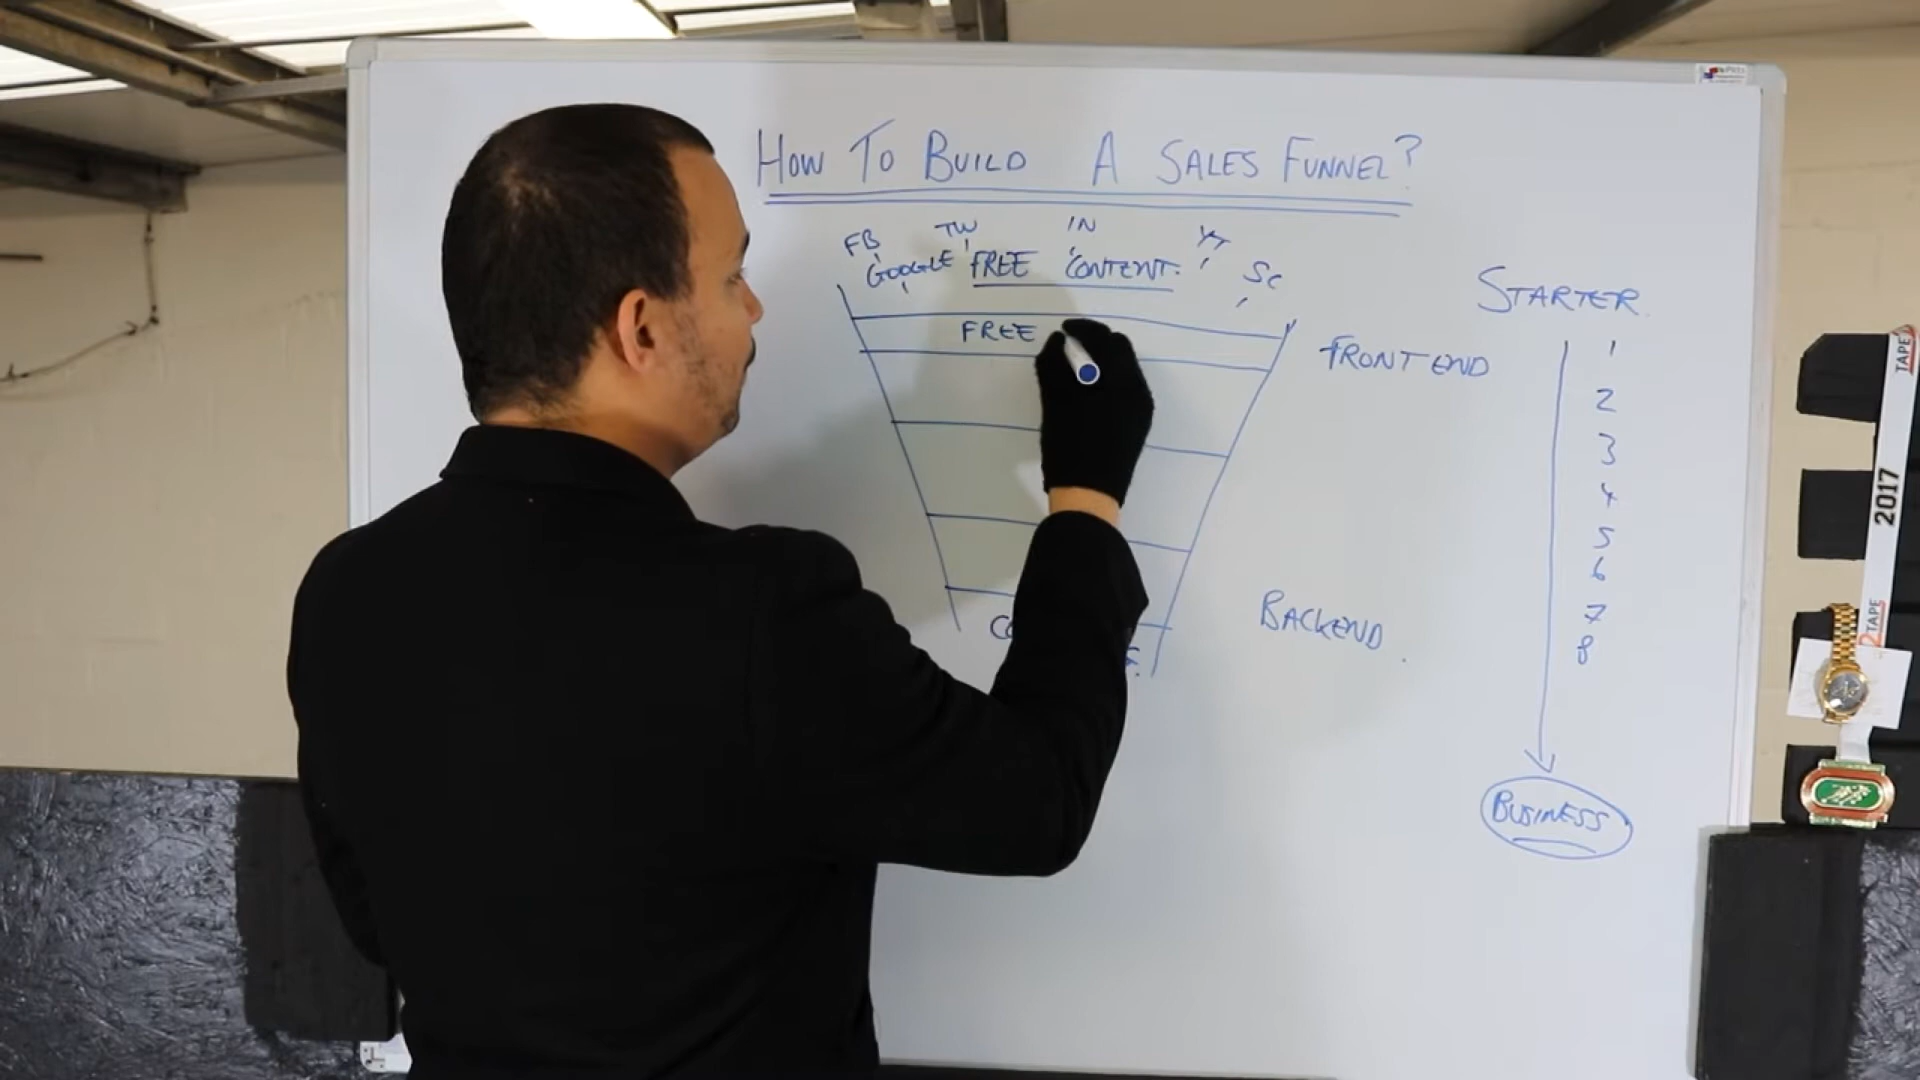 How To BUILD A SALES FUNNEL?
FB TW IN YT
GOOGLE FREE CONTENT. SC
FREE
FRONT END
BACKEND.
STARTER.
1
2
3
4
5
6
7
8
BUSINESS
TAPE
2017
2TAPE